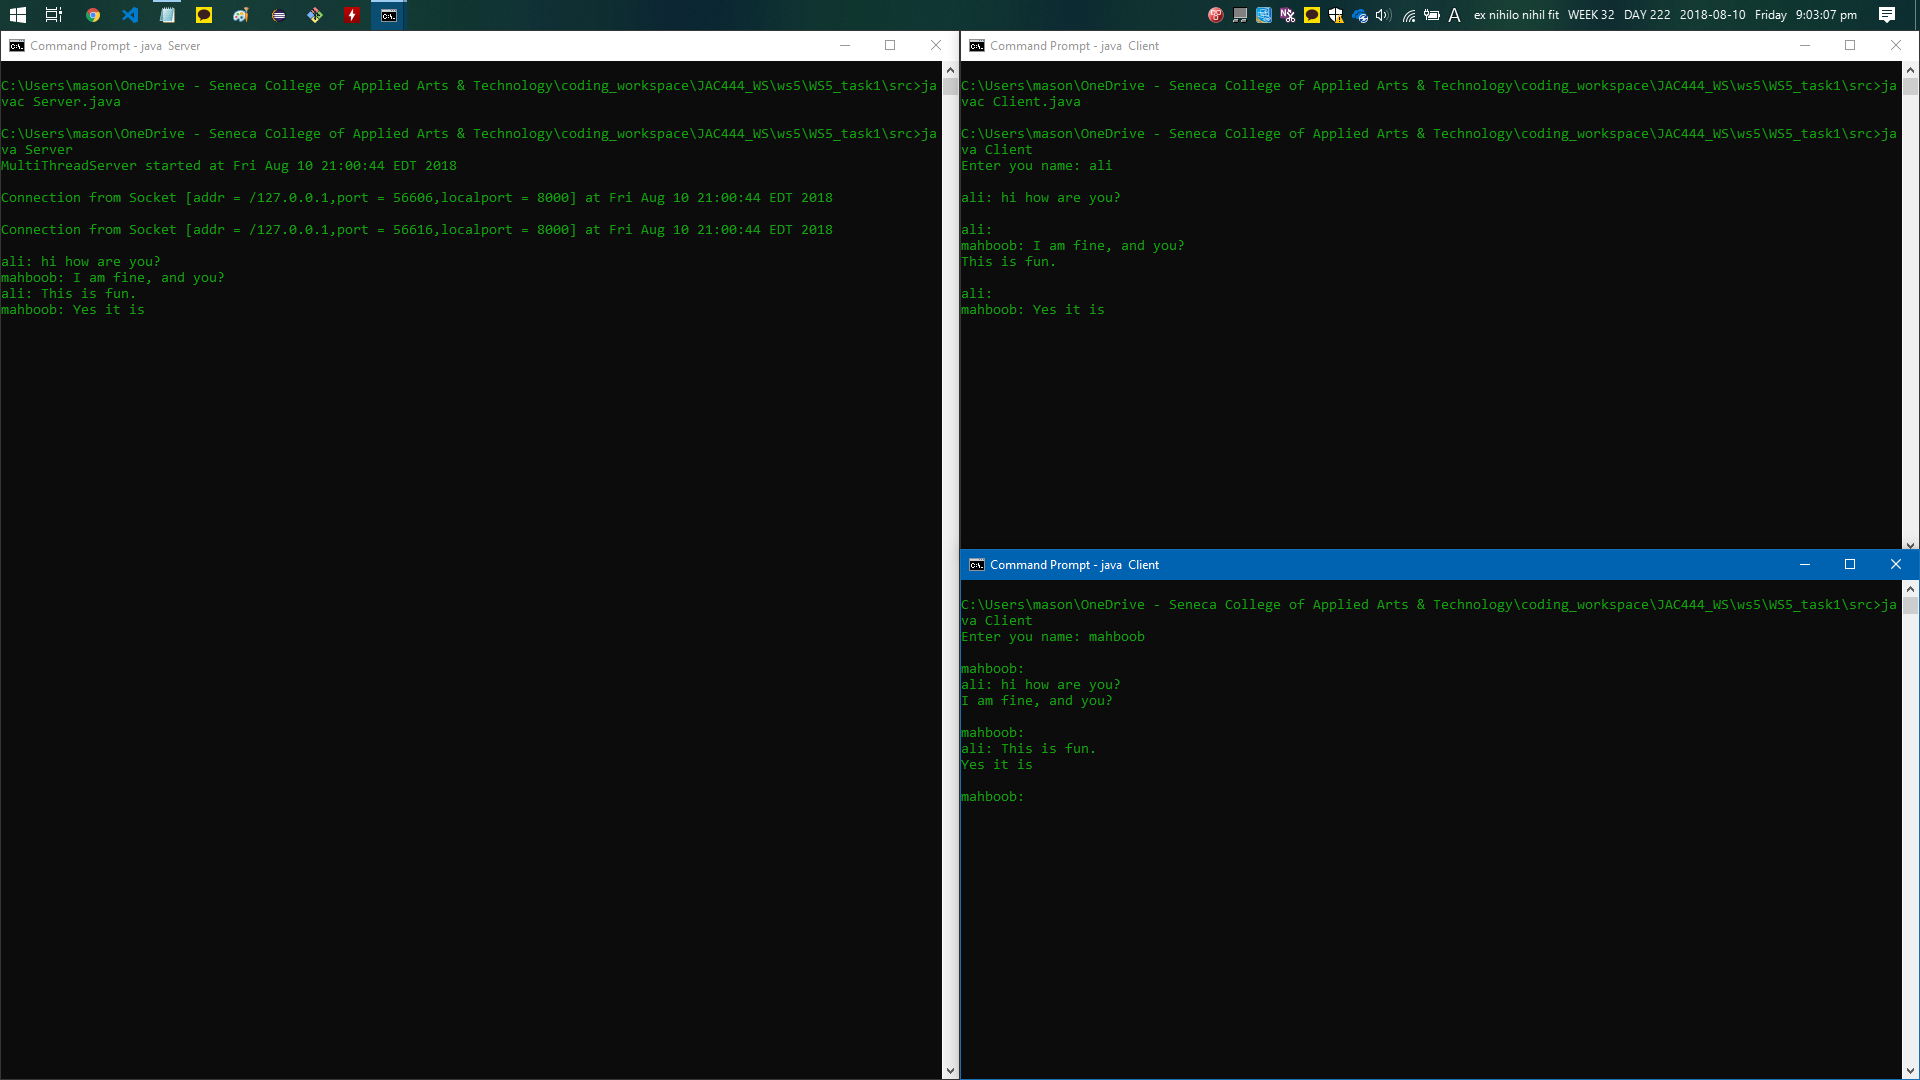 ex nihilo nihil fit WEEK 32 DAY 222 2018-08-10 Friday 9:03:07 pm
Command Prompt - java Server
C:\Users\mason\OneDrive - Seneca College of Applied Arts & Technology\coding_workspace\JAC444_WS\ws5\WS5_task1\src>ja
vac Server.java
C:\Users\mason\OneDrive - Seneca College of Applied Arts & Technology\coding_workspace\JAC444_WS\ws5\WS5_task1\src>ja
va Server
MultiThreadServer started at Fri Aug 10 21:00:44 EDT 2018
Connection from Socket [addr = /127.0.0.1,port = 56606,localport = 8000] at Fri Aug 10 21:00:44 EDT 2018
Connection from Socket [addr = /127.0.0.1,port = 56616,localport = 8000] at Fri Aug 10 21:00:44 EDT 2018
ali: hi how are you?
mahboob: I am fine, and you?
ali: This is fun.
mahboob: Yes it is
Command Prompt - java Client
C:\Users\mason\OneDrive - Seneca College of Applied Arts & Technology\coding_workspace\JAC444_WS\ws5\WS5_task1\src>ja
vac Client.java
C:\Users\mason\OneDrive - Seneca College of Applied Arts & Technology\coding_workspace\JAC444_WS\ws5\WS5_task1\src>ja
va Client
Enter you name: ali
ali: hi how are you?
ali:
mahboob: I am fine, and you?
This is fun.
ali:
mahboob: Yes it is
Command Prompt - java Client
C:\Users\mason\OneDrive - Seneca College of Applied Arts & Technology\coding_workspace\JAC444_WS\ws5\WS5_task1\src>ja
va Client
Enter you name: mahboob
mahboob:
ali: hi how are you?
I am fine, and you?
mahboob:
ali: This is fun.
Yes it is
mahboob: